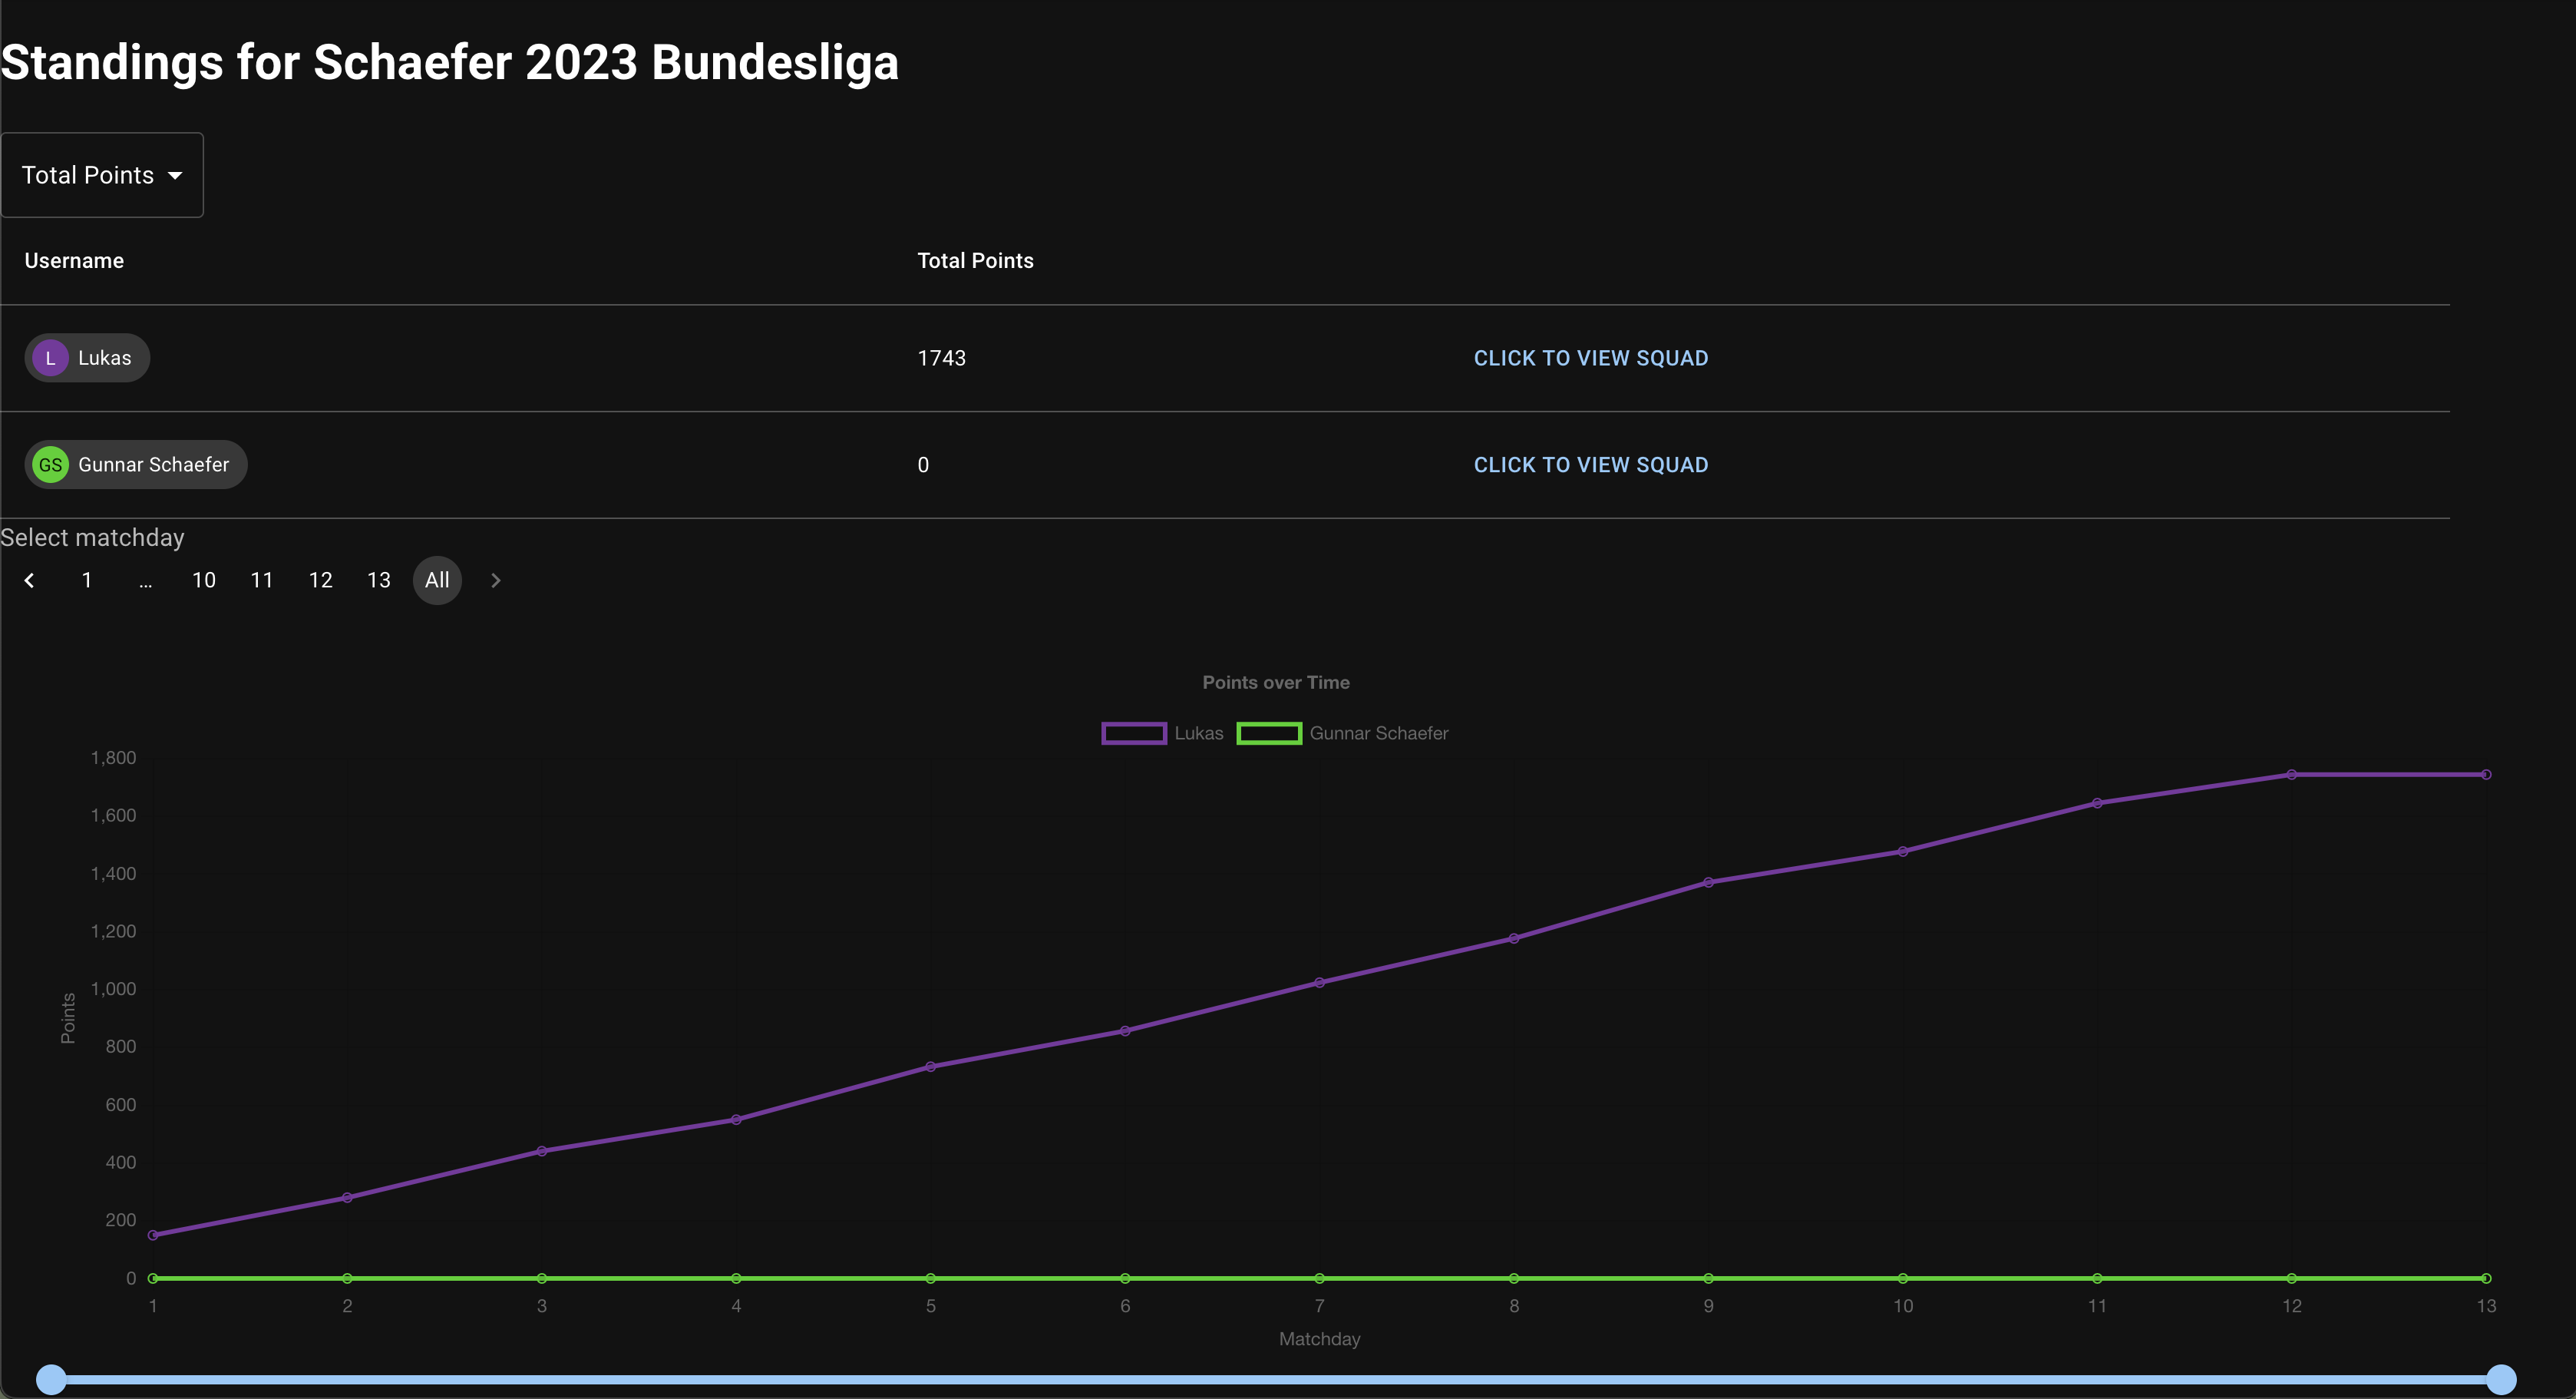 Standings for Schaefer 2023 Bundesliga
Total Points
Username Total Points
L Lukas 1743 CLICK TO VIEW SQUAD
GS Gunnar Schaefer 0 CLICK TO VIEW SQUAD
Select matchday
1 ... 10 11 12 13 All
Points over Time
Lukas Gunnar Schaefer
1,800
1,600
1,400
1,200
1,000
800
600
400
200
0
Points
1 2 3 4 5 6 7 8 9 10 11 12 13
Matchday